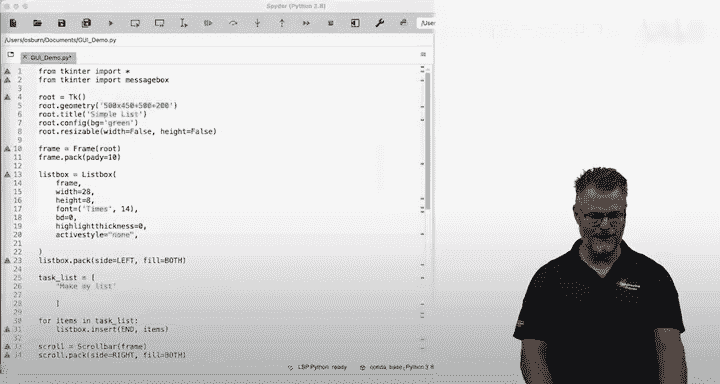 Spyder (Python 3.8)
/Users/osburn/Documents/GUI_Demo.py
GUI_Demo.py*
1 from tkinter import *
2 from tkinter import messagebox
3
4 root = Tk()
5 root.geometry('500x450+500+200')
6 root.title('Simple List')
7 root.config(bg='green')
8 root.resizable(width=False, height=False)
9
10 frame = Frame(root)
11 frame.pack(pady=10)
12
13 listbox = Listbox(
14 frame,
15 width=28,
16 height=8,
17 font=('Times', 14),
18 bd=0,
19 highlightthickness=0,
20 activestyle="none",
21
22 )
23 listbox.pack(side=LEFT, fill=BOTH)
24
25 task_list = [
26 'Make my list'
27
28 ]
29
30 for items in task_list:
31 listbox.insert(END, items)
32
33 scroll = Scrollbar(frame)
34 scroll.pack(side=RIGHT, fill=BOTH)
LSP Python: ready